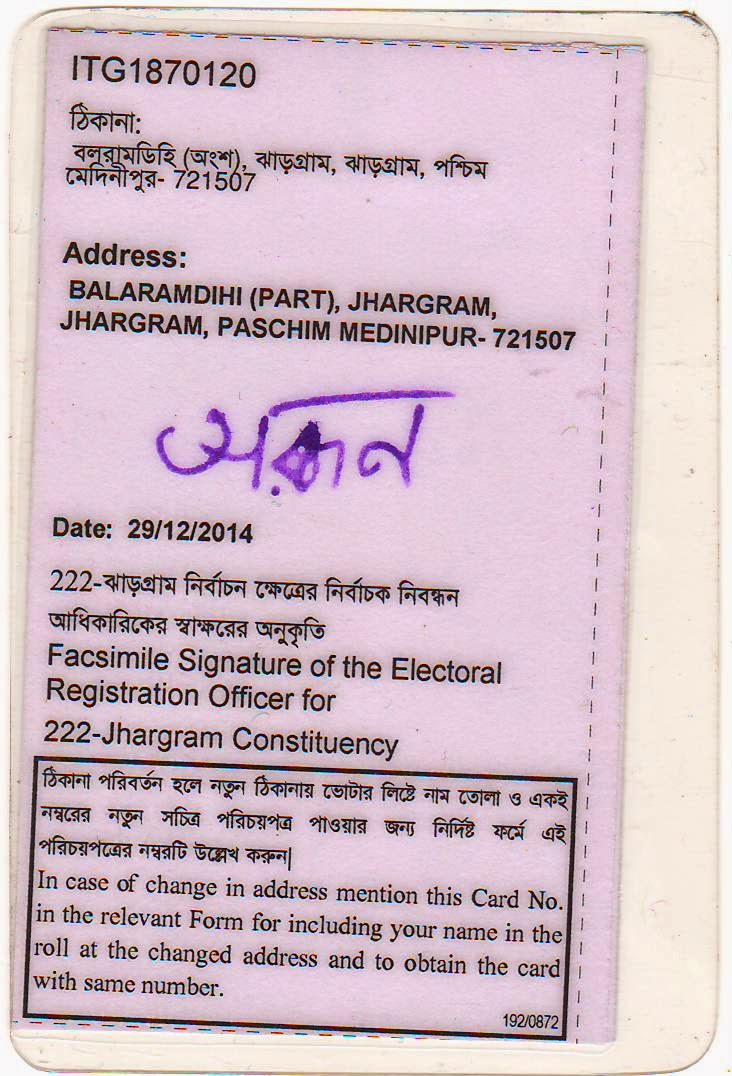 ITG1870120
ঠিকানা:
বলরামডিহি (অংশ), ঝাড়গ্রাম, ঝাড়গ্রাম, পশ্চিম
মেদিনীপুর- 721507
Address:
BALARAMDIHI (PART), JHARGRAM,
JHARGRAM, PASCHIM MEDINIPUR- 721507
Date: 29/12/2014
222-ঝাড়গ্রাম নির্বাচন ক্ষেত্রের নির্বাচক নিবন্ধন
আধিকারিকের স্বাক্ষরের অনুকৃতি
Facsimile Signature of the Electoral
Registration Officer for
222-Jhargram Constituency
ঠিকানা পরিবর্তন হলে নতুন ঠিকানায় ভোটার লিষ্টে নাম তোলা ও একই
নম্বরের নতুন সচিত্র পরিচয়পত্র পাওয়ার জন্য নির্দিষ্ট ফর্মে এই
পরিচয়পত্রের নম্বরটি উল্লেখ করুন|
In case of change in address mention this Card No.
in the relevant Form for including your name in the
roll at the changed address and to obtain the card
with same number.
192/0872